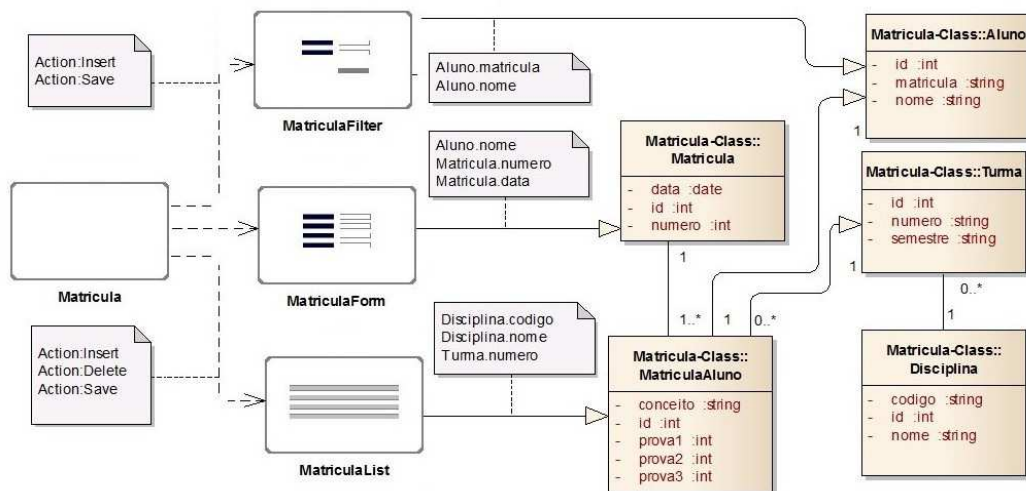 Action:Insert
Action:Save
MatriculaFilter
Aluno.matricula
Aluno.nome
Matricula-Class::Aluno
- id :int
- matricula :string
- nome :string
1
Matricula
Aluno.nome
Matricula.numero
Matricula.data
MatriculaForm
Matricula-Class::
Matricula
- data :date
- id :int
- numero :int
1
1..*
1
0..*
Matricula-Class::Turma
- id :int
- numero :string
- semestre :string
1
0..*
1
Action:Insert
Action:Delete
Action:Save
Disciplina.codigo
Disciplina.nome
Turma.numero
MatriculaList
Matricula-Class::
MatriculaAluno
- conceito :string
- id :int
- prova1 :int
- prova2 :int
- prova3 :int
Matricula-Class::
Disciplina
- codigo :string
- id :int
- nome :string